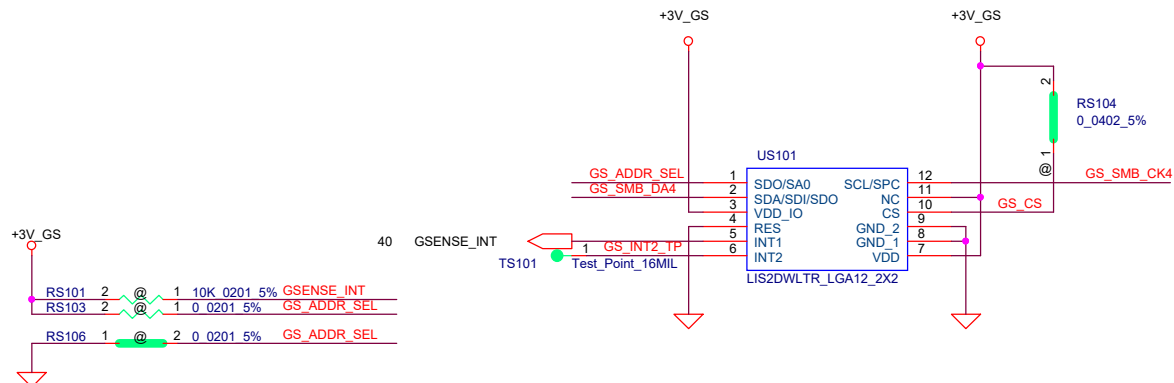 +3V_GS
+3V_GS
2
RS104
0_0402_5%
@
1
US101
GS_ADDR_SEL 1 SDO/SA0 SCL/SPC 12 GS_SMB_CK4
GS_SMB_DA4 2 SDA/SDI/SDO NC 11
3 VDD_IO CS 10 GS_CS
4 RES GND_2 9
40 GSENSE_INT 5 INT1 GND_1 8
1 GS_INT2_TP 6 INT2 VDD 7
TS101 Test_Point_16MIL
LIS2DWLTR_LGA12_2X2
+3V_GS
RS101 2 @ 1 10K_0201_5% GSENSE_INT
RS103 2 @ 1 0_0201_5% GS_ADDR_SEL
RS106 1 @ 2 0_0201_5% GS_ADDR_SEL